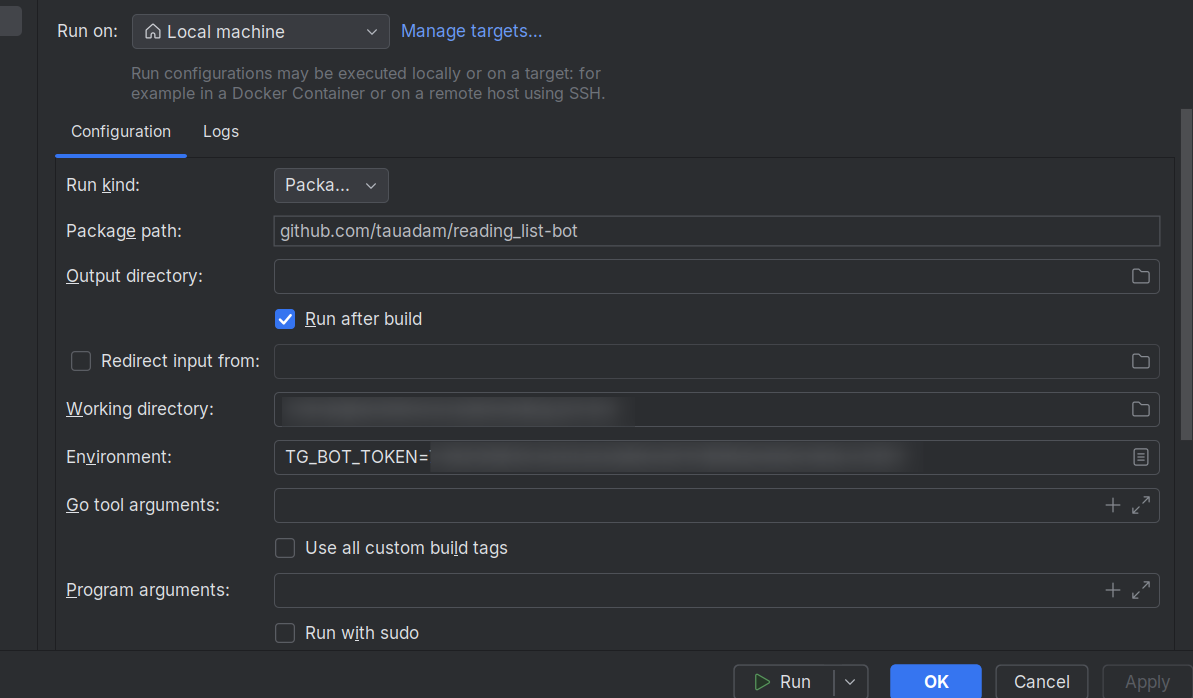 Run on: Local machine Manage targets...
Run configurations may be executed locally or on a target: for
example in a Docker Container or on a remote host using SSH.
Configuration Logs
Run kind: Packa...
Package path: github.com/tauadam/reading_list-bot
Output directory:
Run after build
Redirect input from:
Working directory:
Environment: TG_BOT_TOKEN=
Go tool arguments:
Use all custom build tags
Program arguments:
Run with sudo
Run OK Cancel Apply